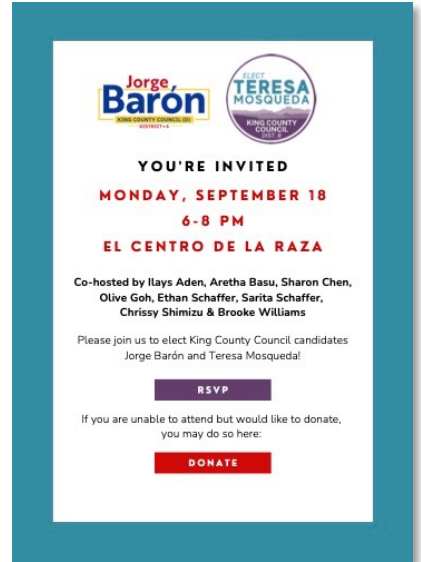 Jorge
Barón
KING COUNTY COUNCIL (D)
DISTRICT • 4
ELECT
TERESA
MOSQUEDA
KING COUNTY
COUNCIL
DIST. 8
YOU'RE INVITED
MONDAY, SEPTEMBER 18
6-8 PM
EL CENTRO DE LA RAZA
Co-hosted by Ilays Aden, Aretha Basu, Sharon Chen,
Olive Goh, Ethan Schaffer, Sarita Schaffer,
Chrissy Shimizu & Brooke Williams
Please join us to elect King County Council candidates
Jorge Barón and Teresa Mosqueda!
RSVP
If you are unable to attend but would like to donate,
you may do so here:
DONATE